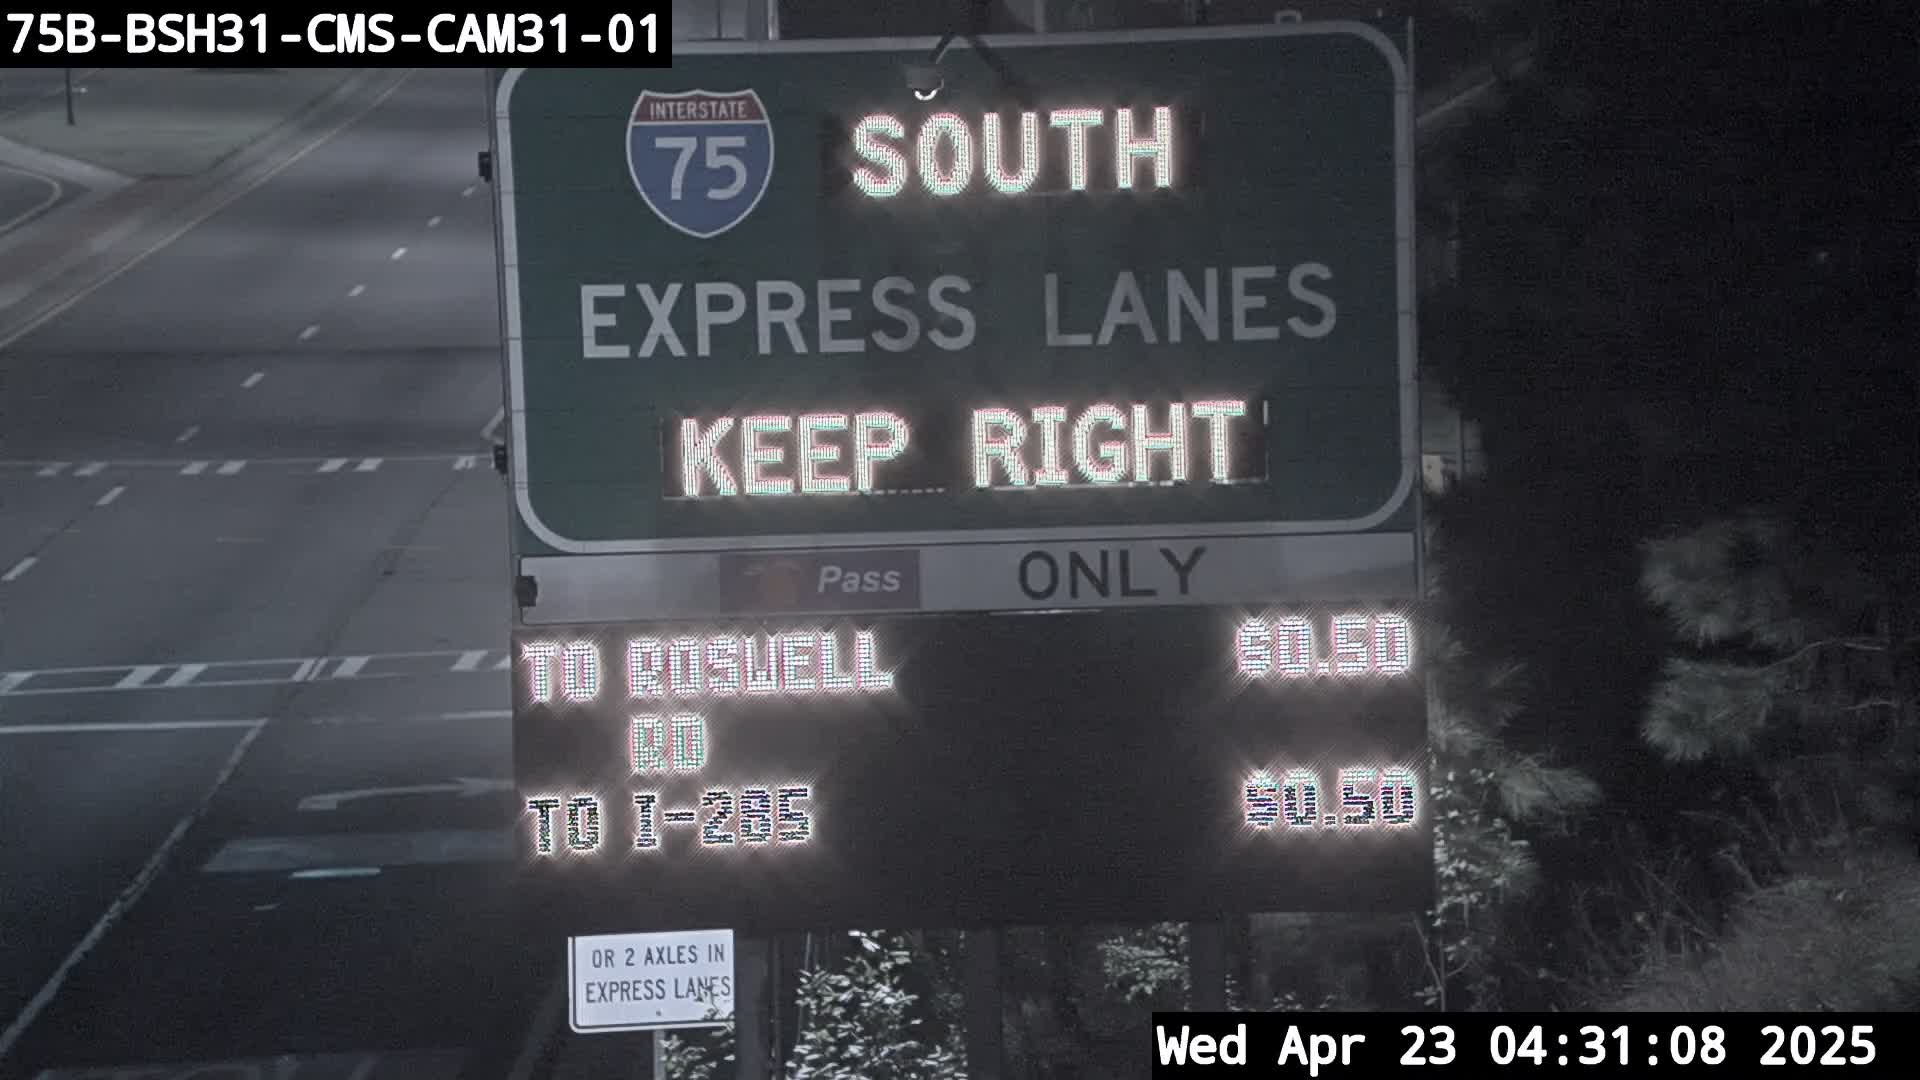 75B-BSH31-CMS-CAM31-01
INTERSTATE
75
SOUTH
EXPRESS LANES
KEEP RIGHT
Pass ONLY
TO ROSWELL $0.50
RD
TO I-285 $0.50
OR 2 AXLES IN
EXPRESS LANES
Wed Apr 23 04:31:08 2025